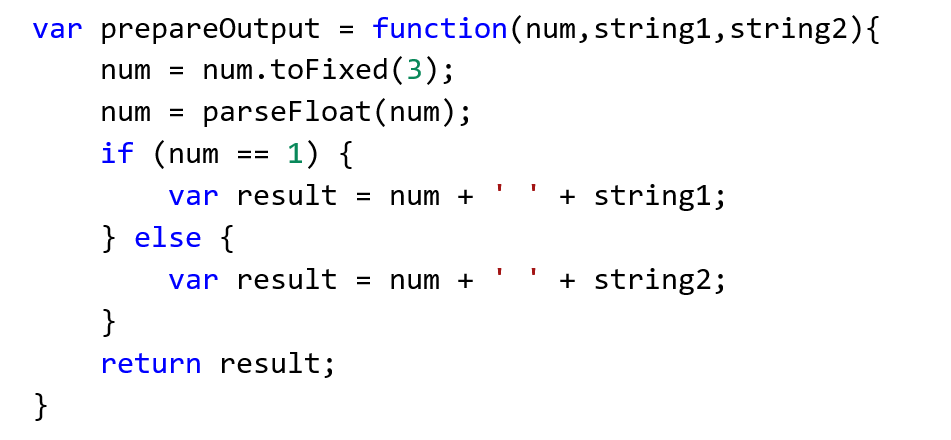 var prepareOutput = function(num,string1,string2){
    num = num.toFixed(3);
    num = parseFloat(num);
    if (num == 1) {
        var result = num + ' ' + string1;
    } else {
        var result = num + ' ' + string2;
    }
    return result;
}